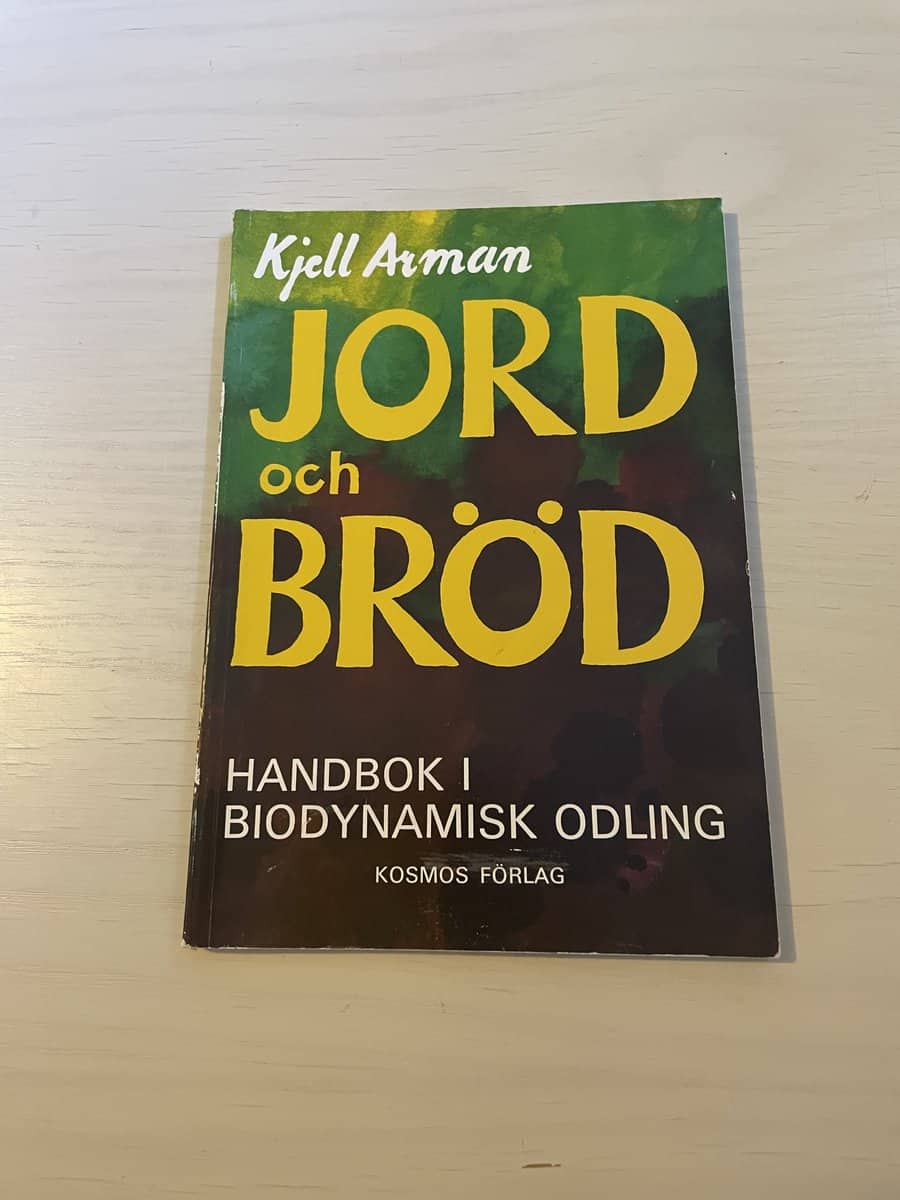 Kjell Arman
JORD
och
BRÖD
HANDBOK I
BIODYNAMISK ODLING
KOSMOS FÖRLAG